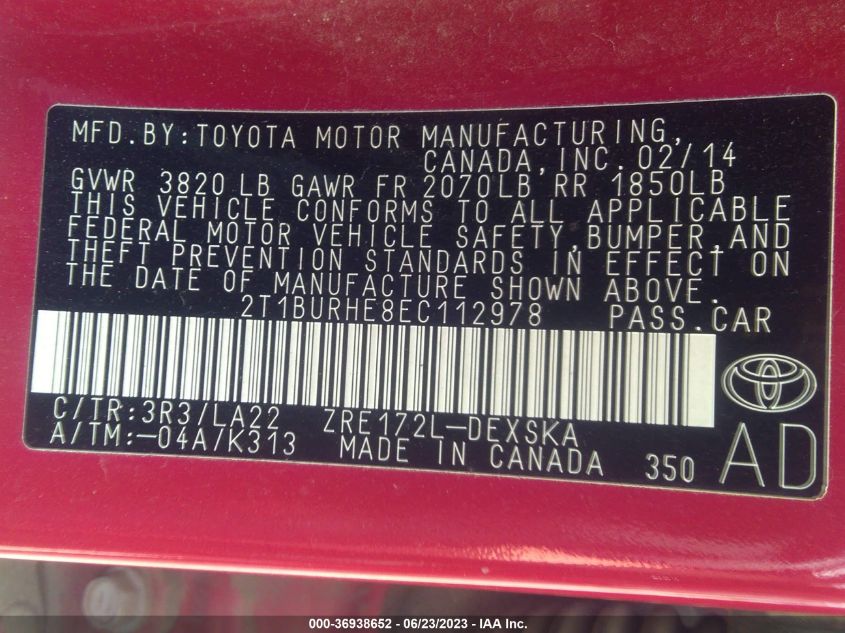 MFD.BY:TOYOTA MOTOR MANUFACTURING,
CANADA,INC.02/14
GVWR 3820 LB GAWR FR 2070LB RR 1850LB
THIS VEHICLE CONFORMS TO ALL APPLICABLE
FEDERAL MOTOR VEHICLE SAFETY,BUMPER,AND
THEFT PREVENTION STANDARDS IN EFFECT ON
THE DATE OF MANUFACTURE SHOWN ABOVE.
2T1BURHE8EC112978 PASS.CAR
C/TR:3R3/LA22 ZRE172L-DEXSKA
A/TM:-04A/K313 MADE IN CANADA 350 AD
000-36938652 - 06/23/2023 - IAA Inc.